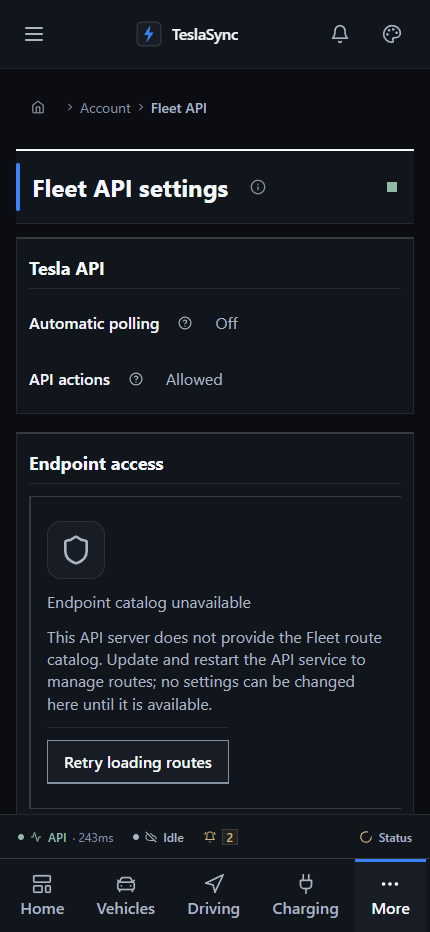 TeslaSync
Account
Fleet API
Fleet API settings
Tesla API
Automatic polling
Off
API actions
Allowed
Endpoint access
Endpoint catalog unavailable
This API server does not provide the Fleet route
catalog. Update and restart the API service to
manage routes; no settings can be changed
here until it is available.
Retry loading routes
API · 243ms
Idle
2
Status
Home
Vehicles
Driving
Charging
More